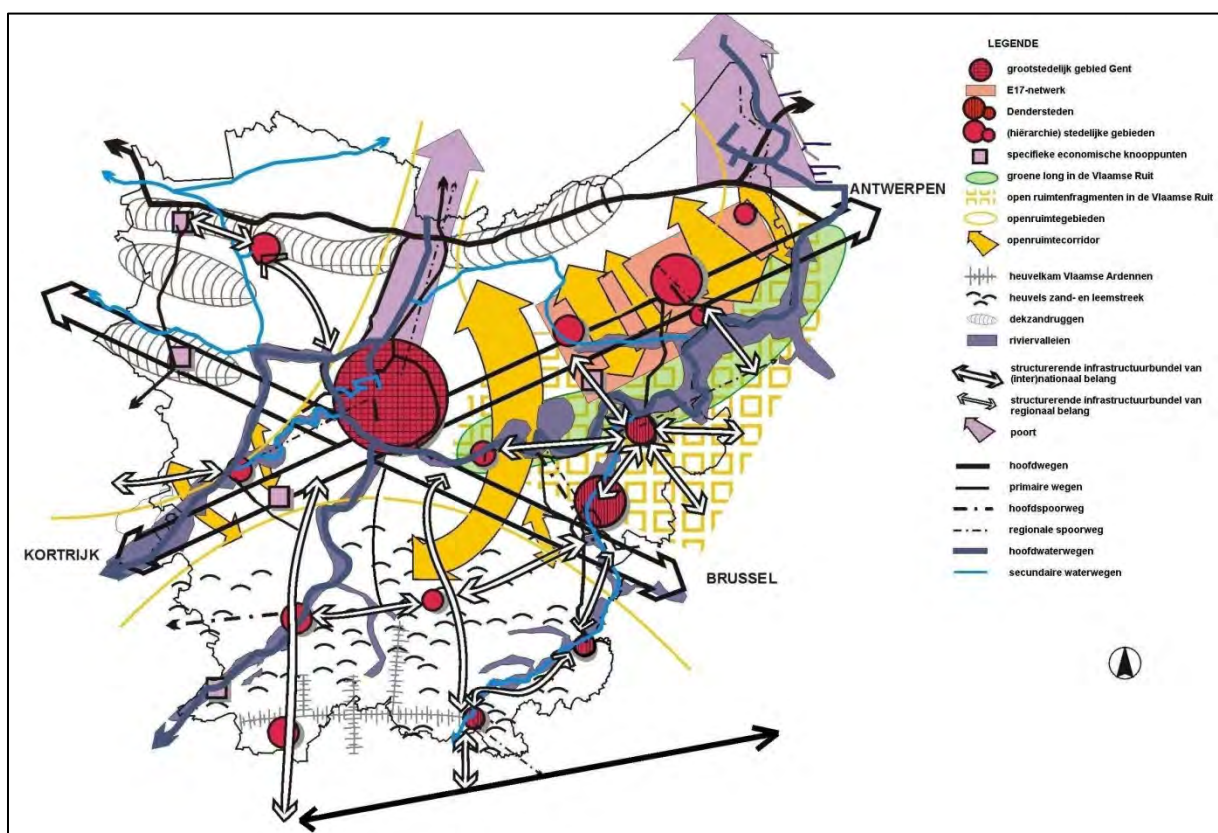 LEGENDE
grootstedelijk gebied Gent
E17-netwerk
Dendersteden
(hiërarchie) stedelijke gebieden
specifieke economische knooppunten
groene long in de Vlaamse Ruit
open ruimtenfragmenten in de Vlaamse Ruit
openruimtegebieden
openruimtecorridor
heuvelkam Vlaamse Ardennen
heuvels zand- en leemstreek
dekzandruggen
riviervalleien
structurerende infrastructuurbundel van
(inter)nationaal belang
structurerende infrastructuurbundel van
regionaal belang
poort
hoofdwegen
primaire wegen
hoofdspoorweg
regionale spoorweg
hoofdwaterwegen
secundaire waterwegen
ANTWERPEN
KORTRIJK
BRUSSEL